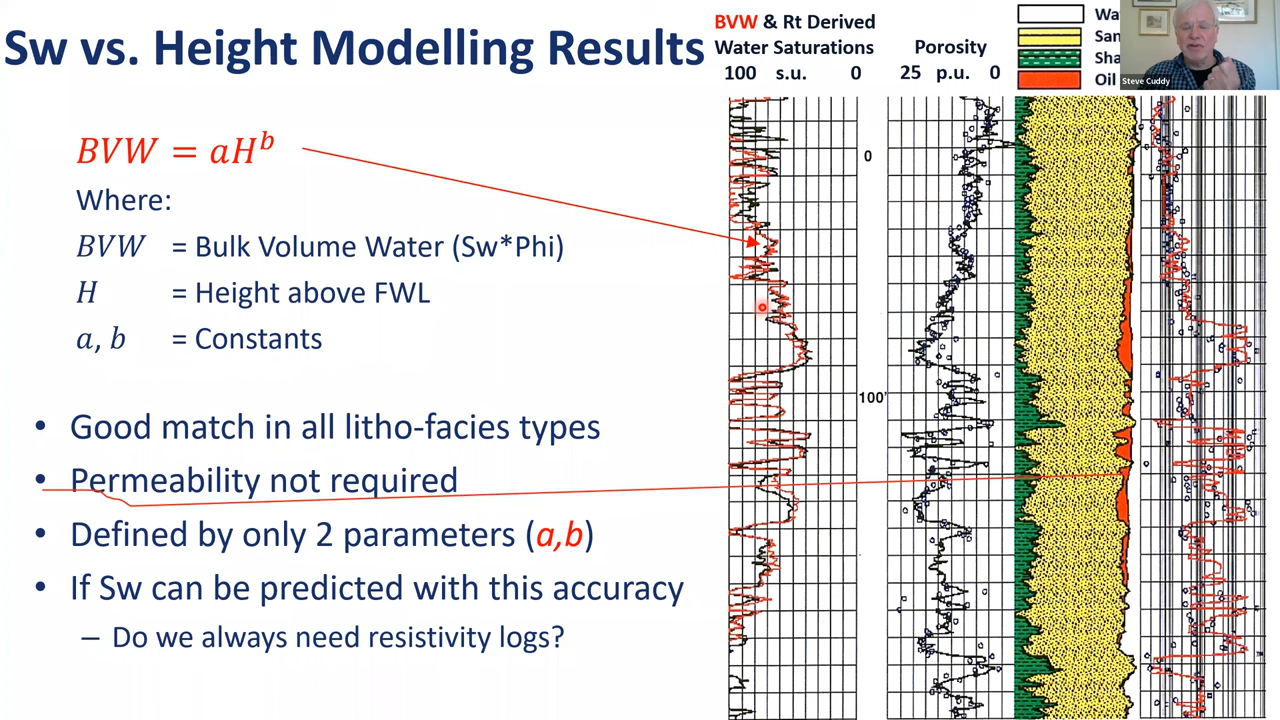 Sw vs. Height Modelling Results
BVW = aH^b
Where:
BVW = Bulk Volume Water (Sw*Phi)
H = Height above FWL
a, b = Constants
• Good match in all litho-facies types
• Permeability not required
• Defined by only 2 parameters (a,b)
• If Sw can be predicted with this accuracy
– Do we always need resistivity logs?
BVW & Rt Derived
Water Saturations
100 s.u. 0
Porosity
25 p.u. 0
Oil
Steve Cuddy
0
100'